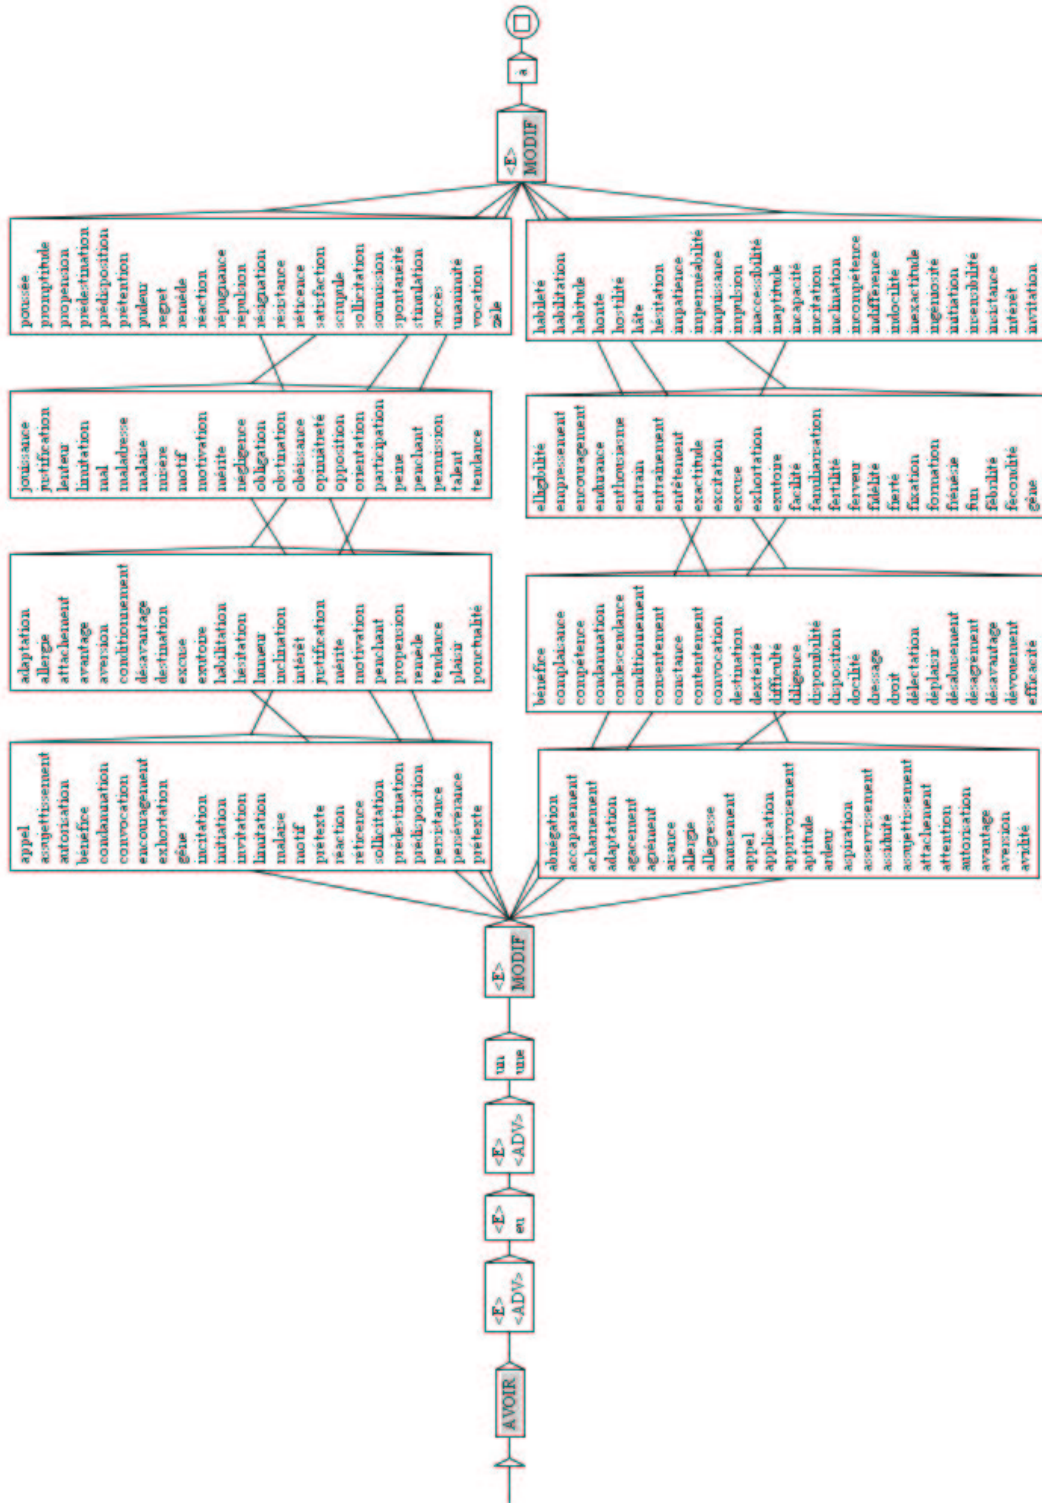 AVOIR
<E>
<ADV>
<E>
eu
<E>
<ADV>
un
une
<E>
MODIF
appel
assujettissement
autorisation
bénéfice
condamnation
convocation
encouragement
exhortation
gêne
incitation
initiation
invitation
limitation
malaise
motif
prétexte
réaction
réticence
sollicitation
prédestination
prédisposition
persistance
persévérance
prétexte
adaptation
allergie
attachement
avantage
aversion
conditionnement
désavantage
destination
excuse
exutoire
habilitation
hésitation
humeur
inclination
intérêt
justification
mérite
motivation
penchant
propension
remède
tendance
plaisir
ponctualité
jouissance
justification
lenteur
limitation
mal
maladresse
malaise
misère
motif
motivation
mérite
négligence
obligation
obstination
obéissance
opiniâtreté
opposition
orientation
participation
peine
penchant
permission
talent
tendance
poussée
promptitude
propension
prédestination
prédisposition
prétention
pudeur
regret
remède
réaction
répugnance
répulsion
résignation
résistance
réticence
satisfaction
scrupule
sollicitation
soumission
spontanéité
stimulation
succès
unanimité
vocation
zèle
abnégation
accaparement
acharnement
adaptation
agacement
agrément
aisance
allergie
allégresse
amusement
appel
application
apprivoisement
aptitude
ardeur
aspiration
asservissement
assiduité
assujettissement
attachement
attention
autorisation
avantage
aversion
avidité
bénéfice
complaisance
compétence
condamnation
condescendance
conditionnement
consentement
constance
contentement
convocation
destination
dextérité
difficulté
diligence
disponibilité
disposition
docilité
dressage
droit
délectation
déplaisir
désagrément
désavantage
dévouement
efficacité
empressement
encouragement
endurance
enthousiasme
entrain
entraînement
entêtement
exactitude
excitation
excuse
exhortation
exutoire
facilité
familiarisation
fertilité
ferveur
fidélité
fierté
fixation
formation
frénésie
fun
fébrilité
fécondité
gêne
habileté
habilitation
habitude
honte
hostilité
hâte
hésitation
impatience
imperméabilité
impuissance
impulsion
inaccessibilité
inaptitude
incapacité
incitation
inclination
incompétence
indifférence
indocilité
inexactitude
ingéniosité
initiation
insensibilité
insistance
intérêt
invitation
<E>
MODIF
à